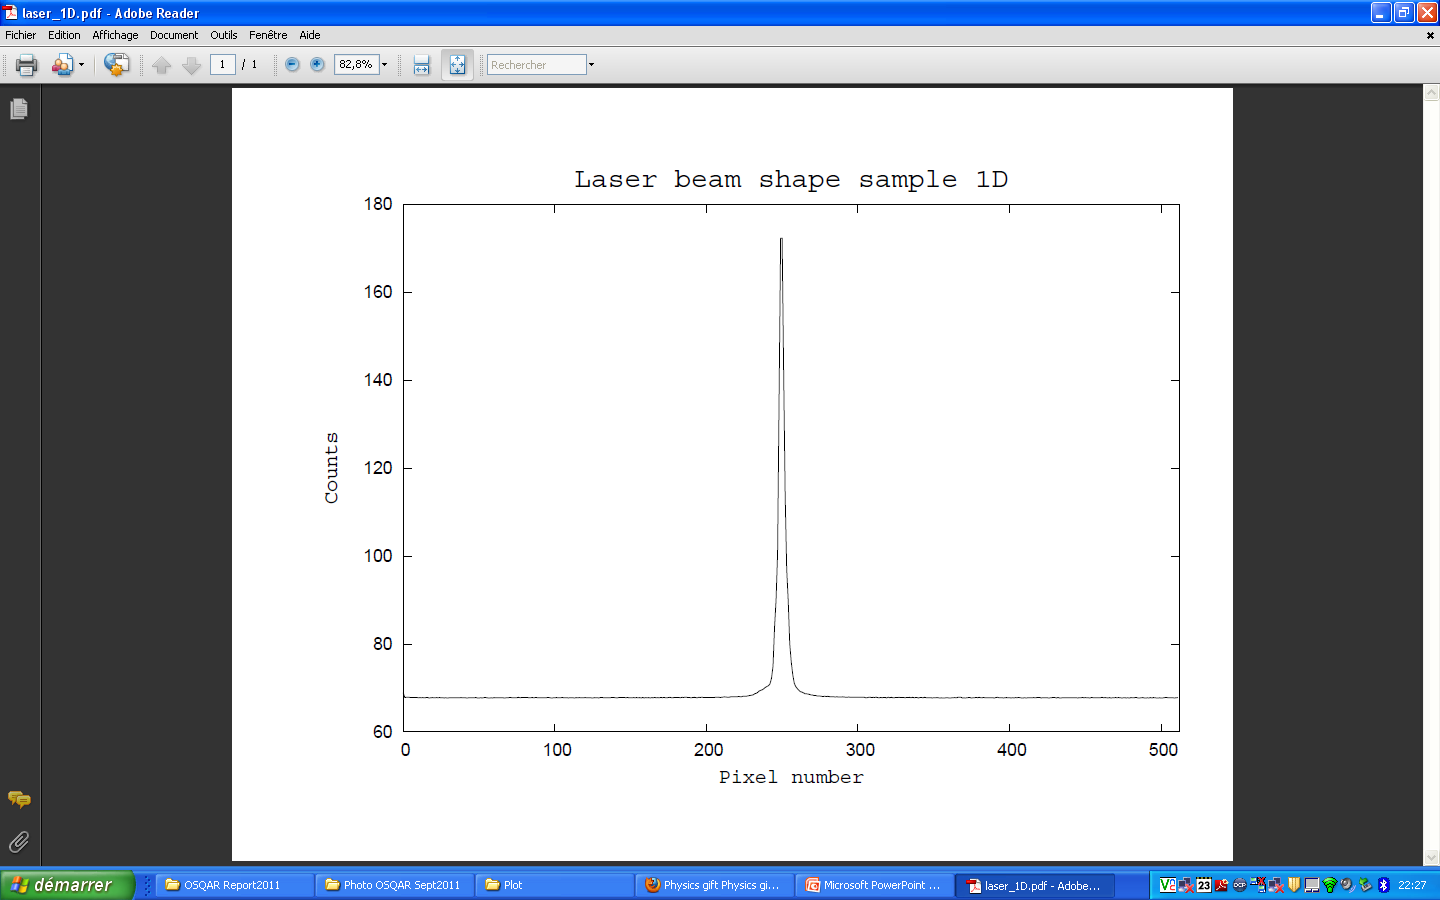 laser_1D.pdf - Adobe Reader
Fichier Edition Affichage Document Outils Fenêtre Aide
1 / 1 82,8% Rechercher
Laser beam shape sample 1D
180
160
140
120
100
80
60
Counts
0 100 200 300 400 500
Pixel number
démarrer OSQAR Report2011 Photo OSQAR Sept2011 Plot Physics gift Physics gi... Microsoft PowerPoint ... laser_1D.pdf - Adobe... 23 22:27